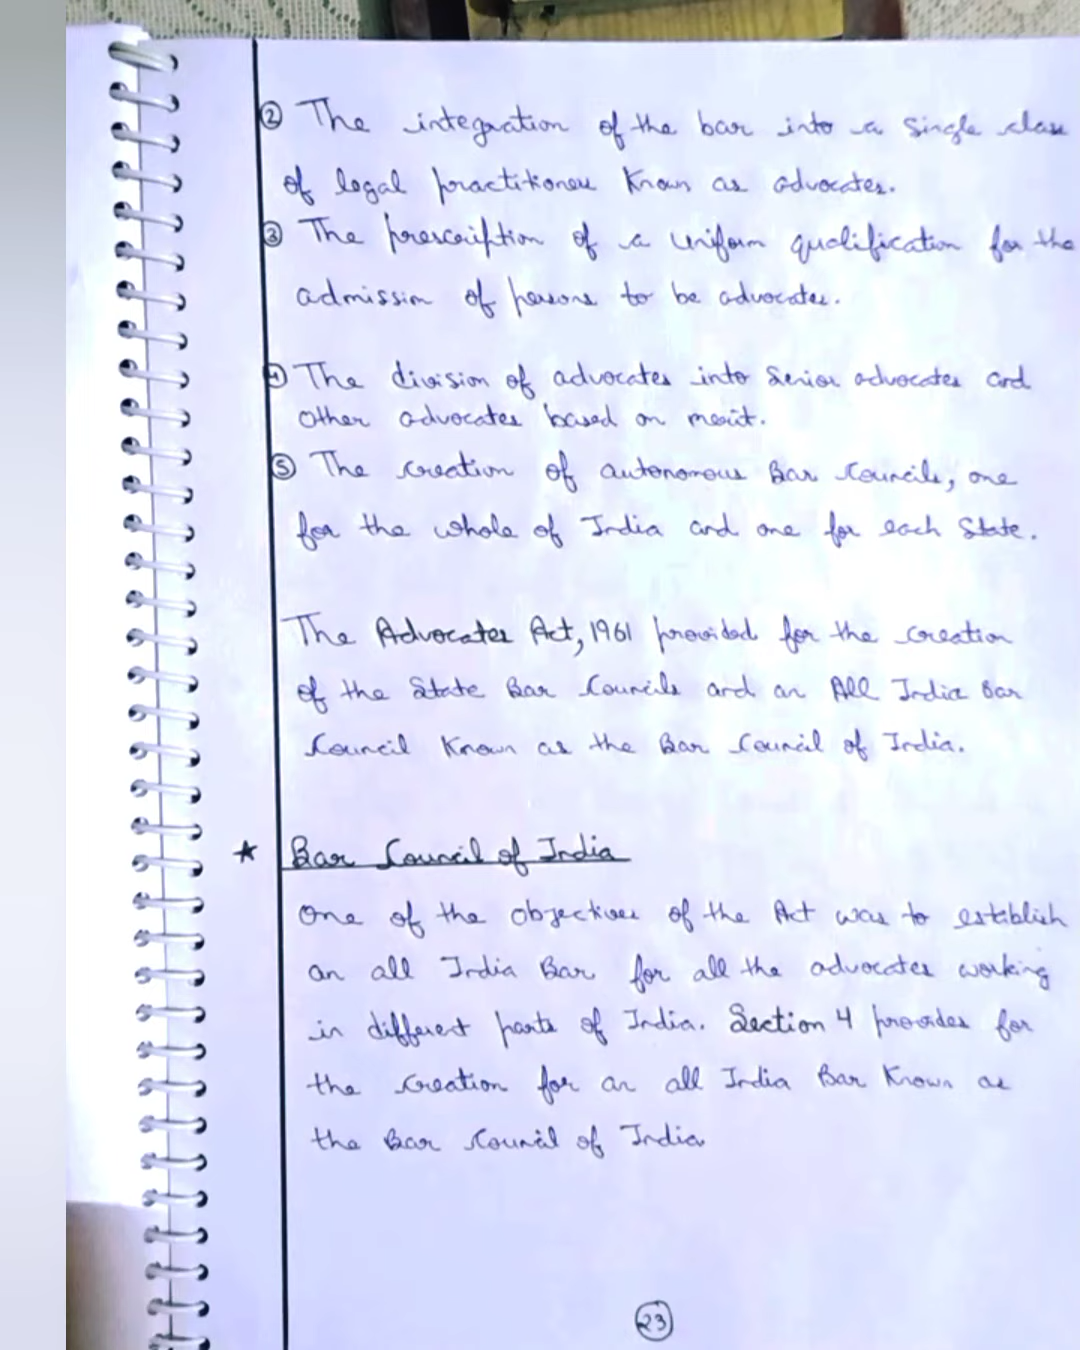 ② The integration of the bar into a single class
of legal practitioner known as advocates.
③ The prescription of a uniform qualification for the
admission of persons to be advocates.
④ The division of advocates into Senior advocates and
other advocates based on merit.
⑤ The creation of autonomous Bar Councils, one
for the whole of India and one for each State.
The Advocates Act, 1961 provided for the creation
of the State Bar Councils and an All India Bar
Council known as the Bar Council of India.
★ Bar Council of India
One of the objectives of the Act was to establish
an all India Bar for all the advocates working
in different parts of India. Section 4 provides for
the creation for an all India Bar known as
the Bar Council of India
23